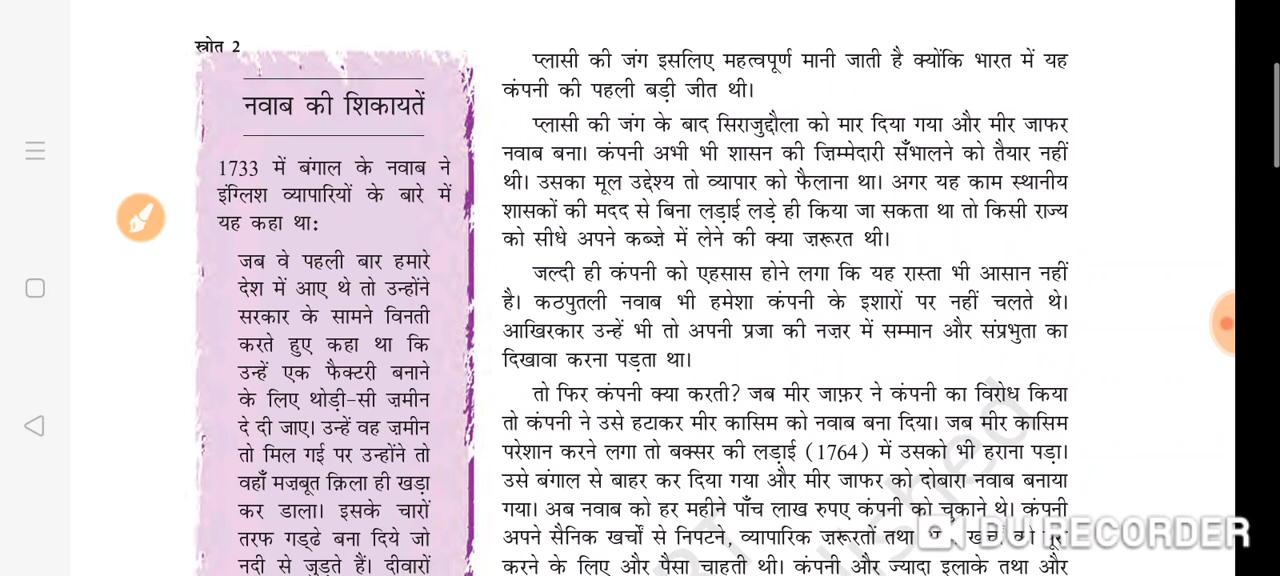 स्रोत 2
नवाब की शिकायतें
1733 में बंगाल के नवाब ने
इंग्लिश व्यापारियों के बारे में
यह कहा था:
जब वे पहली बार हमारे
देश में आए थे तो उन्होंने
सरकार के सामने विनती
करते हुए कहा था कि
उन्हें एक फैक्टरी बनाने
के लिए थोड़ी-सी ज़मीन
दे दी जाए। उन्हें वह ज़मीन
तो मिल गई पर उन्होंने तो
वहाँ मज़बूत क़िला ही खड़ा
कर डाला। इसके चारों
तरफ गड्ढे बना दिये जो
नदी से जुड़ते हैं। दीवारों
प्लासी की जंग इसलिए महत्वपूर्ण मानी जाती है क्योंकि भारत में यह
कंपनी की पहली बड़ी जीत थी।
प्लासी की जंग के बाद सिराजुद्दौला को मार दिया गया और मीर जाफर
नवाब बना। कंपनी अभी भी शासन की ज़िम्मेदारी सँभालने को तैयार नहीं
थी। उसका मूल उद्देश्य तो व्यापार को फैलाना था। अगर यह काम स्थानीय
शासकों की मदद से बिना लड़ाई लड़े ही किया जा सकता था तो किसी राज्य
को सीधे अपने कब्ज़े में लेने की क्या ज़रूरत थी।
जल्दी ही कंपनी को एहसास होने लगा कि यह रास्ता भी आसान नहीं
है। कठपुतली नवाब भी हमेशा कंपनी के इशारों पर नहीं चलते थे।
आखिरकार उन्हें भी तो अपनी प्रजा की नज़र में सम्मान और संप्रभुता का
दिखावा करना पड़ता था।
तो फिर कंपनी क्या करती? जब मीर जाफ़र ने कंपनी का विरोध किया
तो कंपनी ने उसे हटाकर मीर कासिम को नवाब बना दिया। जब मीर कासिम
परेशान करने लगा तो बक्सर की लड़ाई (1764) में उसको भी हराना पड़ा।
उसे बंगाल से बाहर कर दिया गया और मीर जाफर को दोबारा नवाब बनाया
गया। अब नवाब को हर महीने पाँच लाख रुपए कंपनी को चुकाने थे। कंपनी
अपने सैनिक खर्चों से निपटने, व्यापारिक ज़रूरतों तथा
करने के लिए और पैसा चाहती थी। कंपनी और ज्यादा इलाके तथा और
DU RECORDER